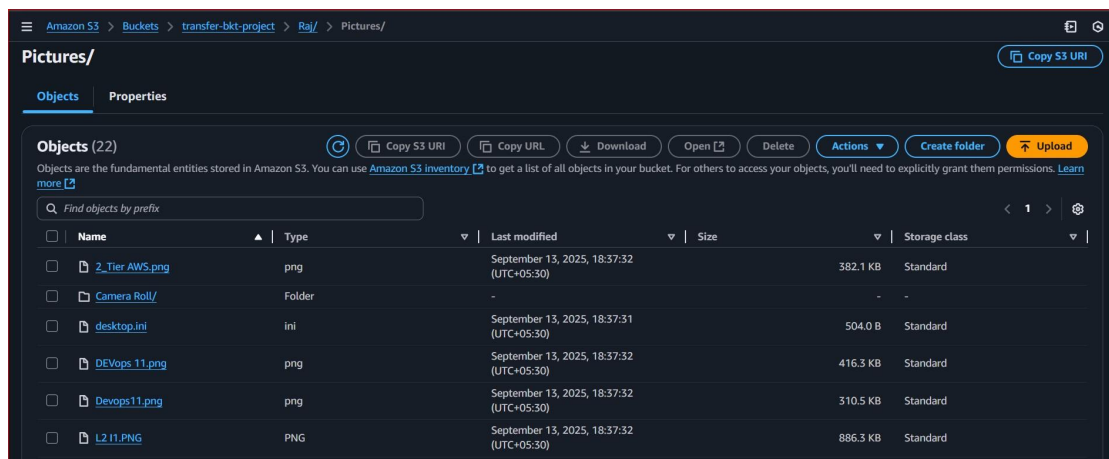 Amazon S3 > Buckets > transfer-bkt-project > Raj/ > Pictures/
Pictures/
Copy S3 URI
Objects Properties
Objects (22) Copy S3 URI Copy URL Download Open Delete Actions Create folder Upload
Objects are the fundamental entities stored in Amazon S3. You can use Amazon S3 inventory to get a list of all objects in your bucket. For others to access your objects, you'll need to explicitly grant them permissions. Learn
more
Find objects by prefix
< 1 >
Name Type Last modified Size Storage class
2_Tier AWS.png png September 13, 2025, 18:37:32 (UTC+05:30) 382.1 KB Standard
Camera Roll/ Folder - - -
desktop.ini ini September 13, 2025, 18:37:31 (UTC+05:30) 504.0 B Standard
DEVops 11.png png September 13, 2025, 18:37:32 (UTC+05:30) 416.3 KB Standard
Devops11.png png September 13, 2025, 18:37:32 (UTC+05:30) 310.5 KB Standard
L2 I1.PNG PNG September 13, 2025, 18:37:32 (UTC+05:30) 886.3 KB Standard